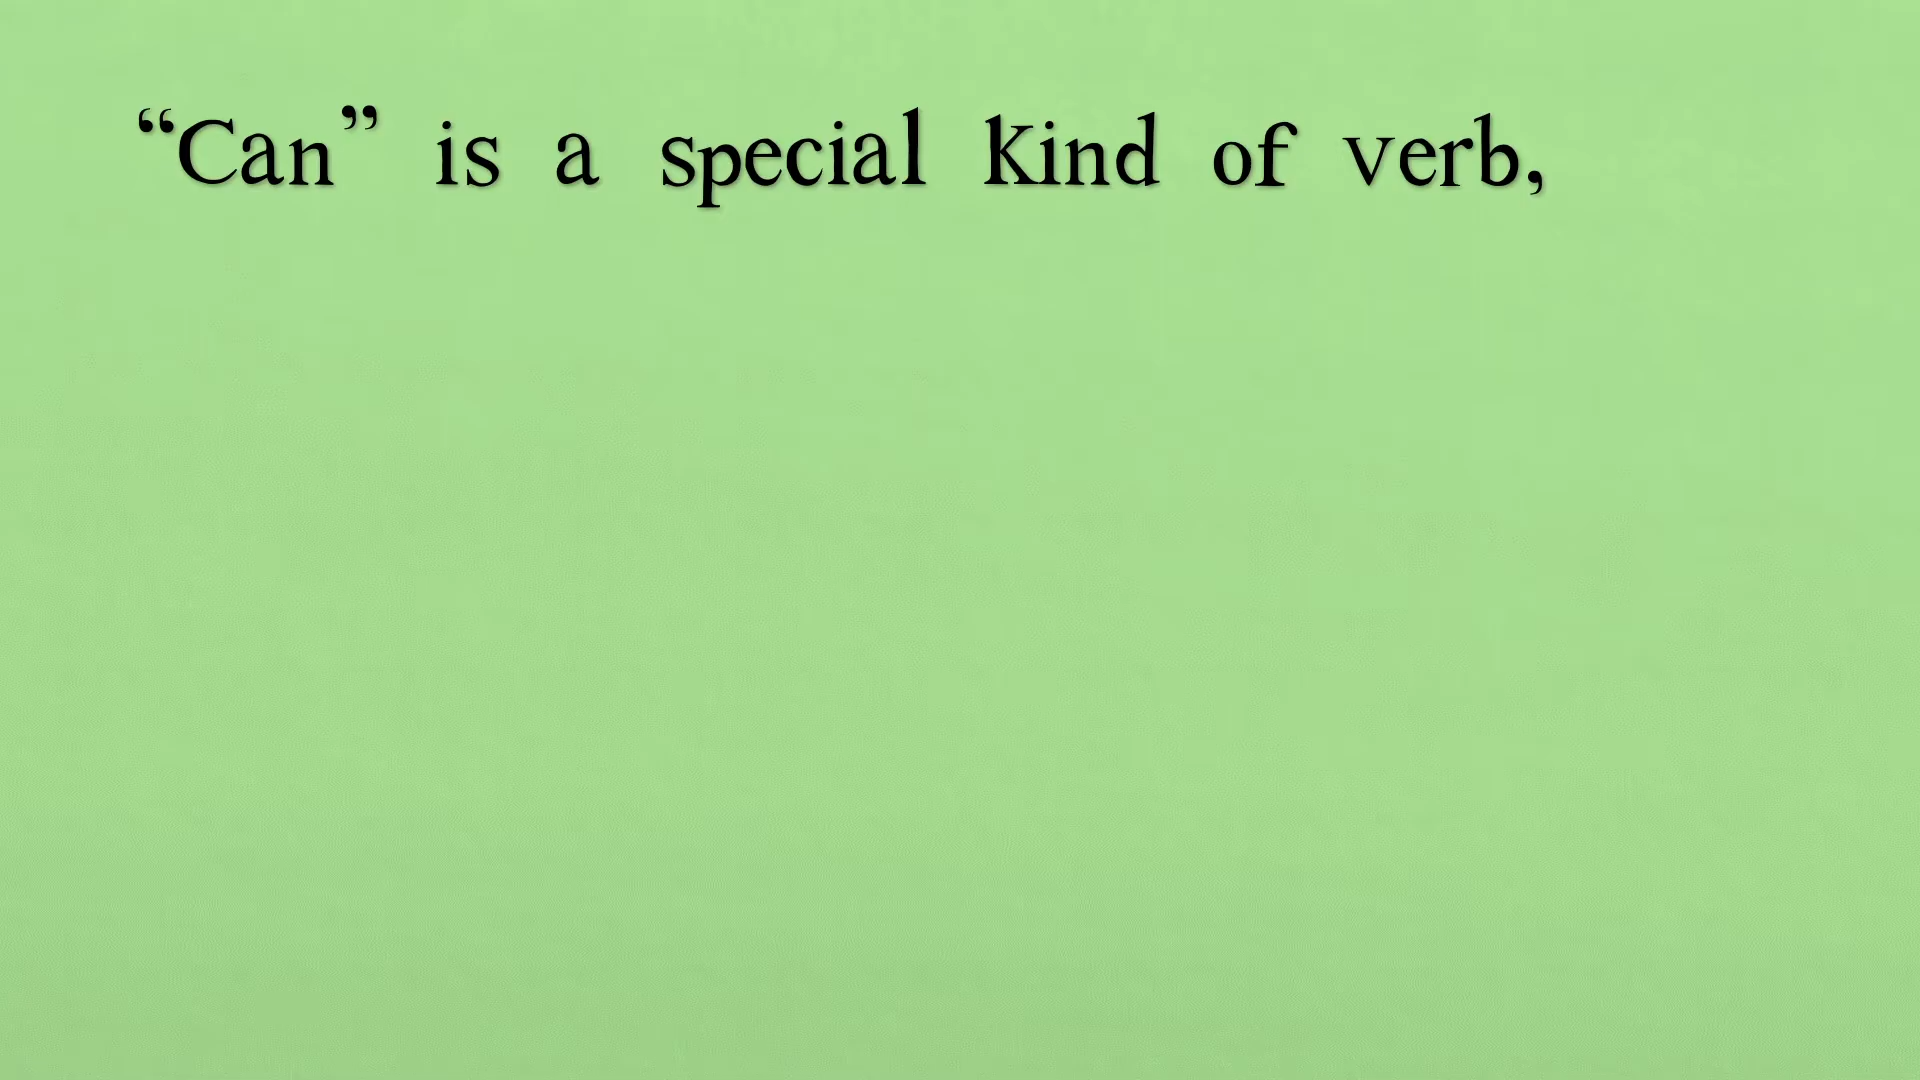 “Can” is a special kind of verb,